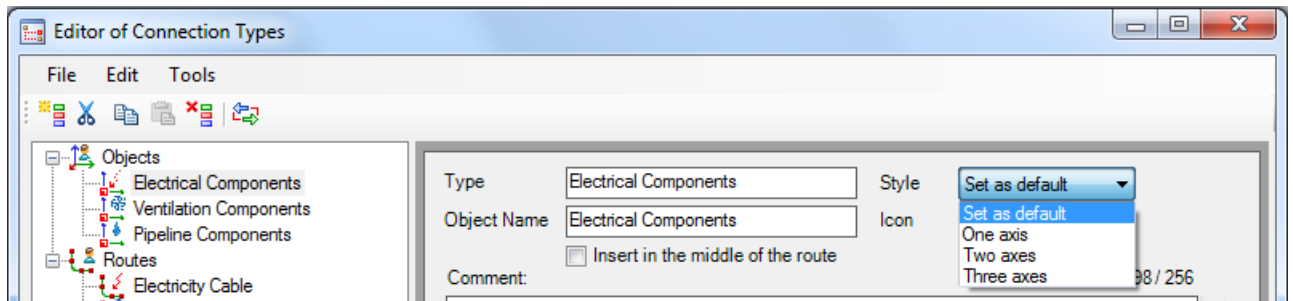 Editor of Connection Types
File Edit Tools
Objects
Electrical Components
Ventilation Components
Pipeline Components
Routes
Electricity Cable
Type Electrical Components Style Set as default
Object Name Electrical Components Icon
Set as default
One axis
Two axes
Three axes
Insert in the middle of the route
Comment: 98 / 256